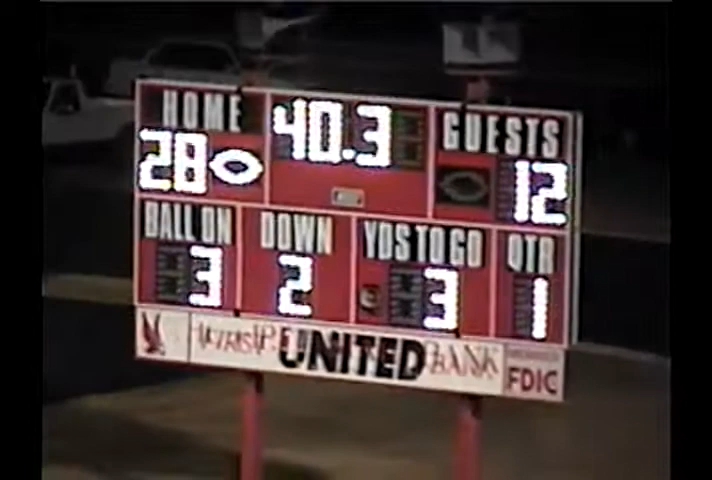 HOME 40.3 GUESTS
28 12
BALL ON DOWN YDS TO GO QTR
3 2 3 1
UNITED BANK FDIC